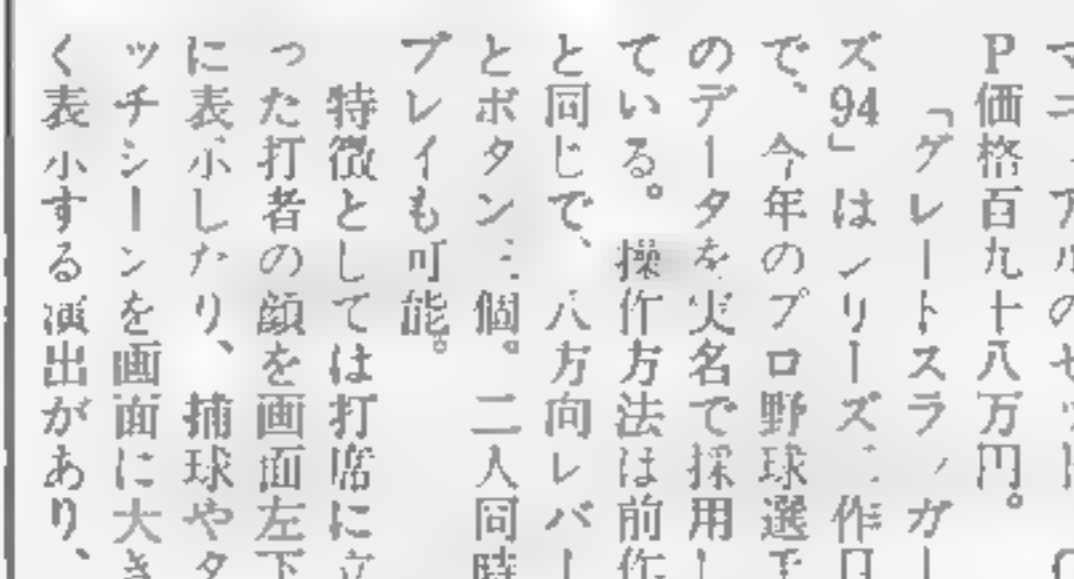 Ｐ価格百九十八万円。
「グレートスラッガー
ズ94」はシリーズ二作目
で、今年のプロ野球選手
のデータを実名で採用し
ている。操作方法は前作
と同じで、八方向レバー
とボタン三個。二人同時
プレイも可能。
特徴としては打席に立
った打者の顔を画面左下
に表示したり、捕球やタ
ッチシーンを画面に大き
く表示する演出があり、